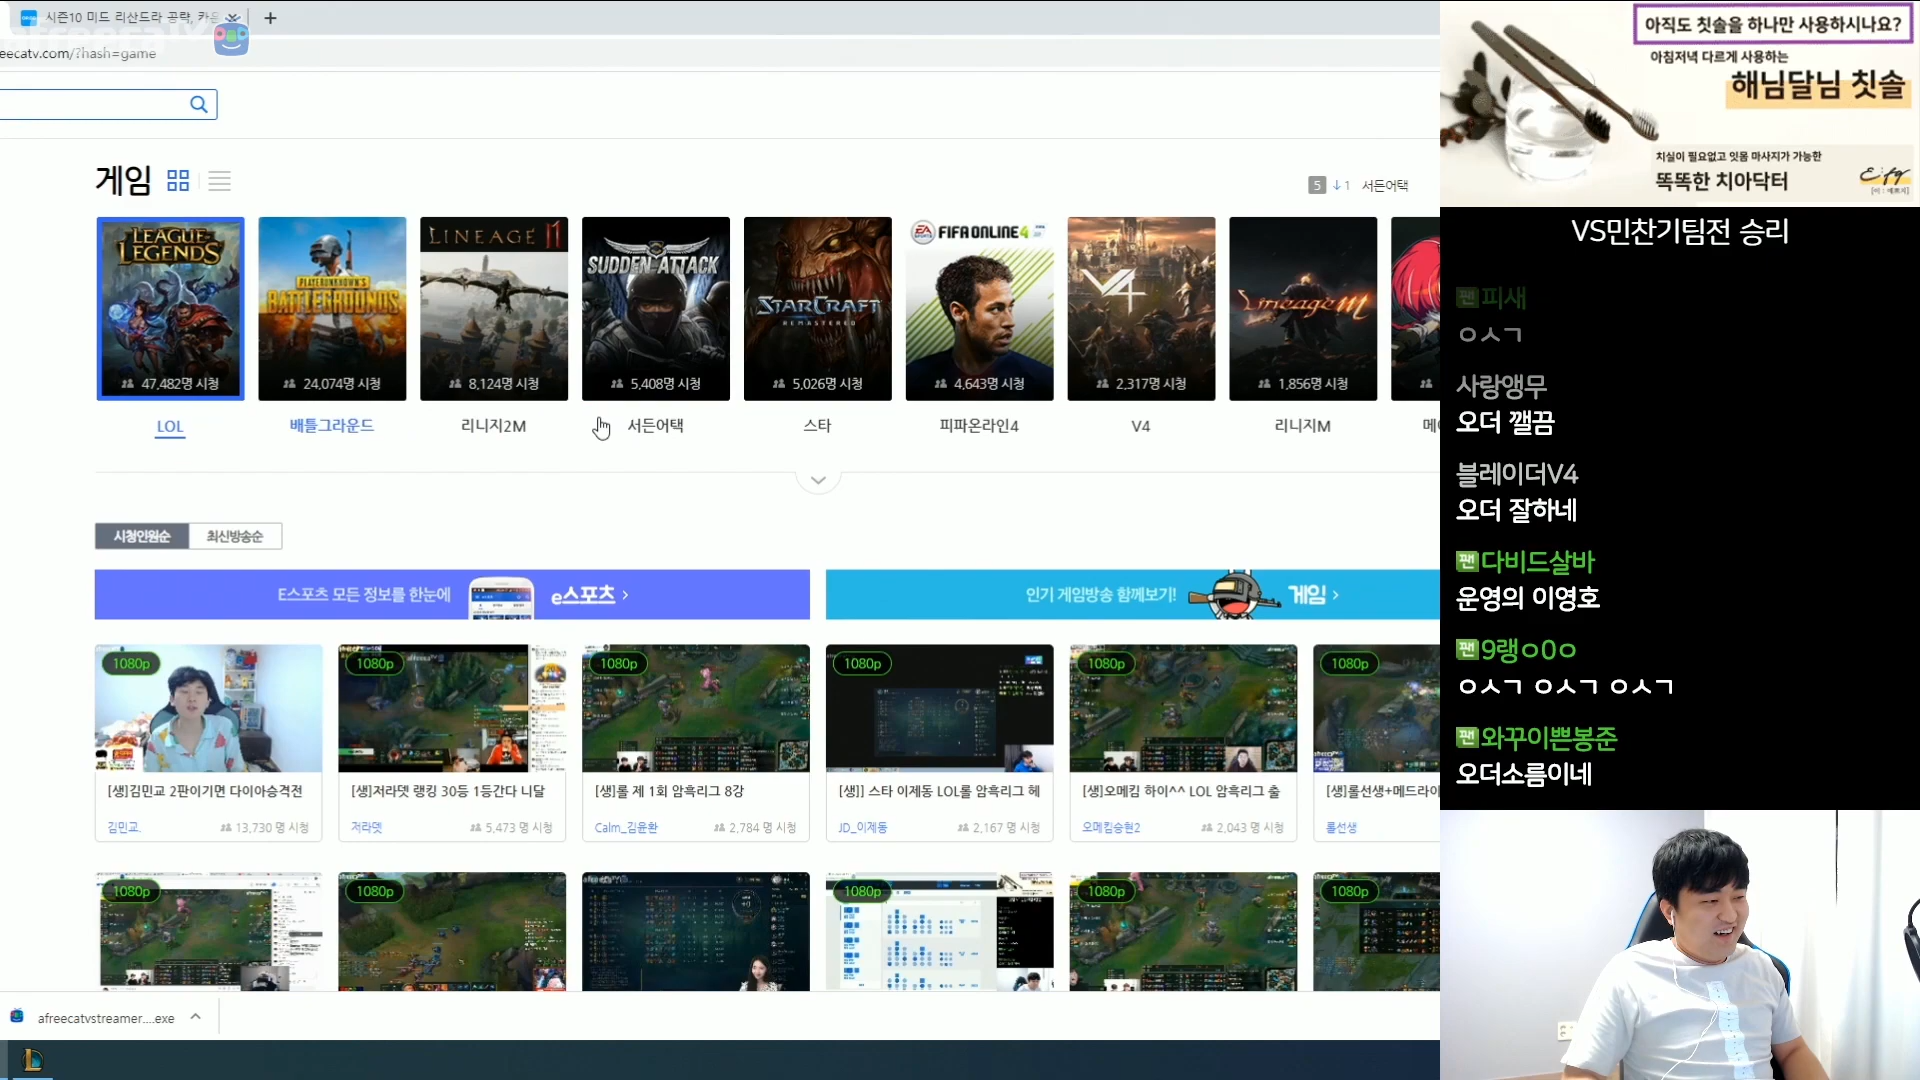 시즌10 미드 리산드라 공략, 카운
afreecaTV
eecatv.com/?hash=game
게임
5 ↓1 서든어택
LEAGUE OF LEGENDS
47,482명 시청
LOL
PLAYERUNKNOWN'S BATTLEGROUNDS
24,074명 시청
배틀그라운드
LINEAGE II
8,124명 시청
리니지2M
SUDDEN ATTACK
5,408명 시청
서든어택
STARCRAFT
REMASTERED
5,026명 시청
스타
EA SPORTS FIFA ONLINE 4
4,643명 시청
피파온라인4
V4
2,317명 시청
V4
Lineage M
1,856명 시청
리니지M
메
시청인원순 최신방송순
E스포츠 모든 정보를 한눈에 e스포츠 >
인기 게임방송 함께보기! 게임 >
1080p
[생]김민교 2판이기면 다이아승격전
김민교. 13,730 명 시청
1080p
[생]저라뎃 랭킹 30등 1등간다 니달
저라뎃 5,473 명 시청
1080p
[생]롤 제 1회 암흑리그 8강
Calm_김윤환 2,784 명 시청
1080p
[생]] 스타 이제동 LOL롤 암흑리그 헤
JD_이제동 2,167 명 시청
1080p
[생]오메킴 하이^^ LOL 암흑리그 출
오메킴승현2 2,043 명 시청
1080p
[생]롤선생+메드라이
롤선생
1080p
1080p
1080p
1080p
1080p
afreecatvstreamer....exe
아직도 칫솔을 하나만 사용하시나요?
아침저녁 다르게 사용하는
해님달님 칫솔
치실이 필요없고 잇몸 마사지가 가능한
똑똑한 치아닥터
VS민찬기팀전 승리
팬피새
ㅇㅅㄱ
사랑앵무
오더 깰끔
블레이더V4
오더 잘하네
팬다비드살바
운영의 이영호
팬9랭ㅇ0ㅇ
ㅇㅅㄱ ㅇㅅㄱ ㅇㅅㄱ
팬와꾸이쁜봉준
오더소름이네